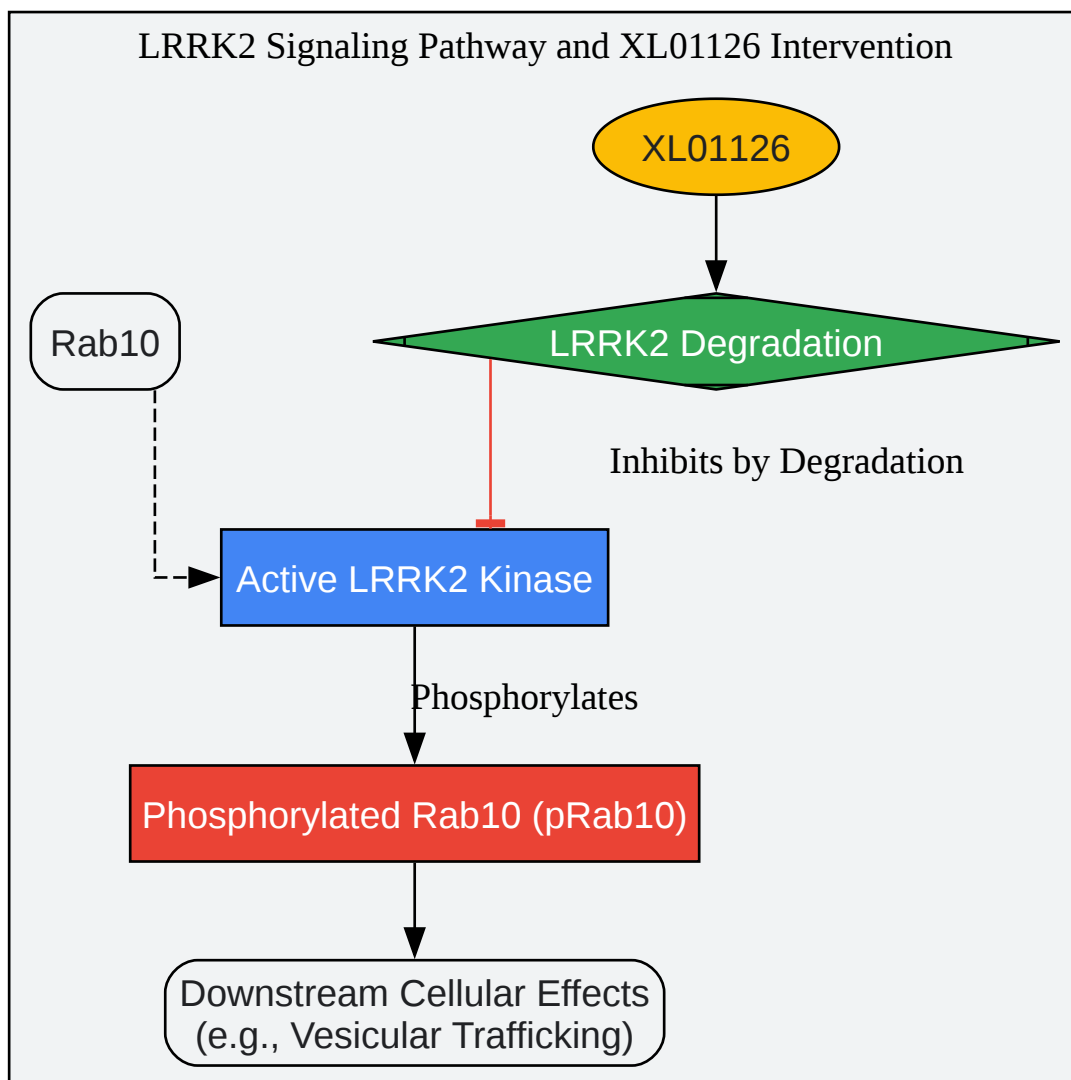 LRRK2 Signaling Pathway and XL01126 Intervention
XL01126
Rab10
LRRK2 Degradation
Inhibits by Degradation
Active LRRK2 Kinase
Phosphorylates
Phosphorylated Rab10 (pRab10)
Downstream Cellular Effects
(e.g., Vesicular Trafficking)